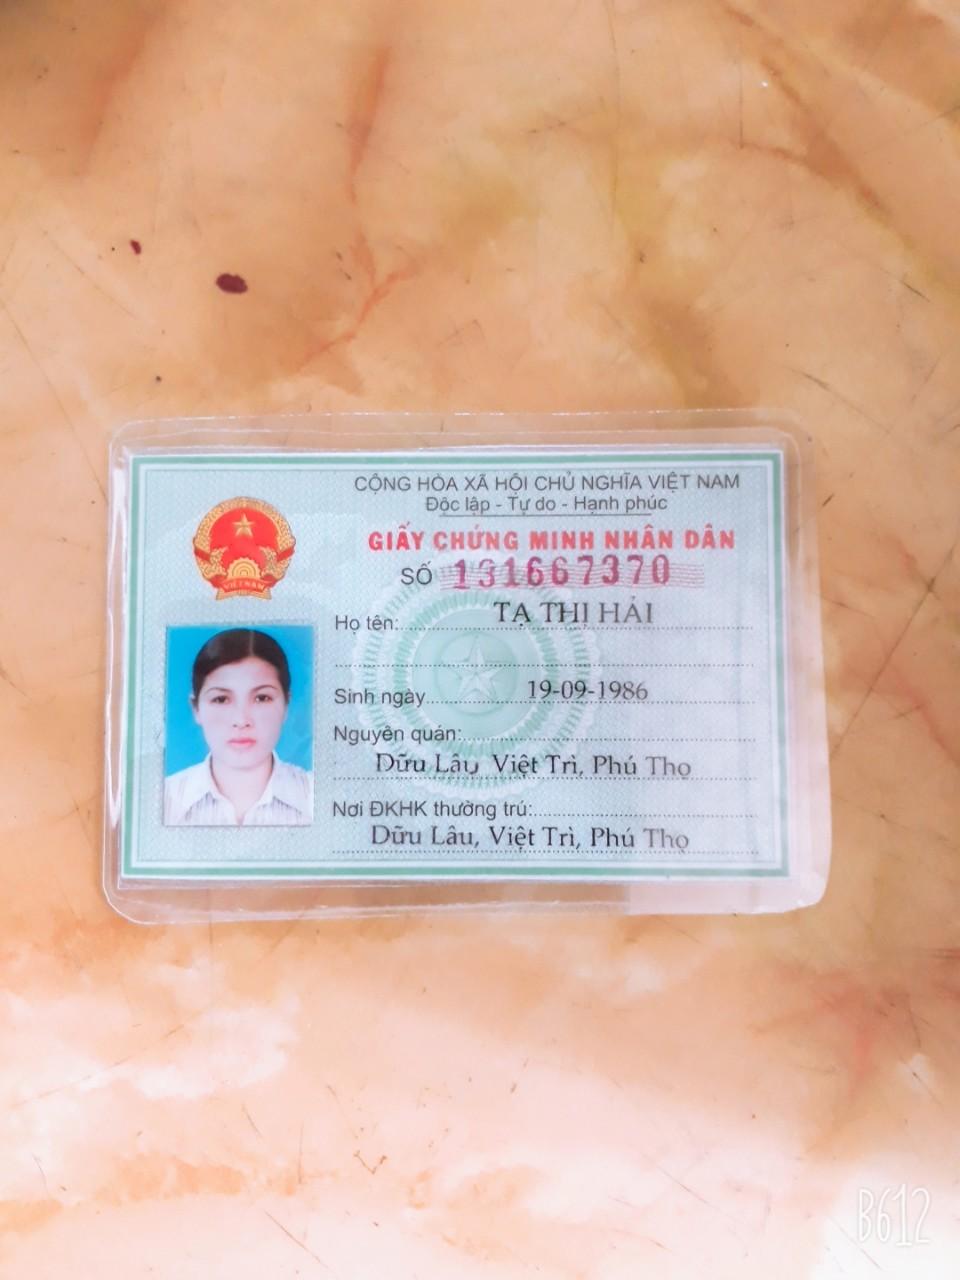 CỘNG HÒA XÃ HỘI CHỦ NGHĨA VIỆT NAM
Độc lập - Tự do - Hạnh phúc
GIẤY CHỨNG MINH NHÂN DÂN
SỐ 131667370
Họ tên: TẠ THỊ HẢI
Sinh ngày 19-09-1986
Nguyên quán:
Dữu Lâu, Việt Trì, Phú Thọ
Nơi ĐKHK thường trú:
Dữu Lâu, Việt Trì, Phú Thọ
VIỆT NAM
B612